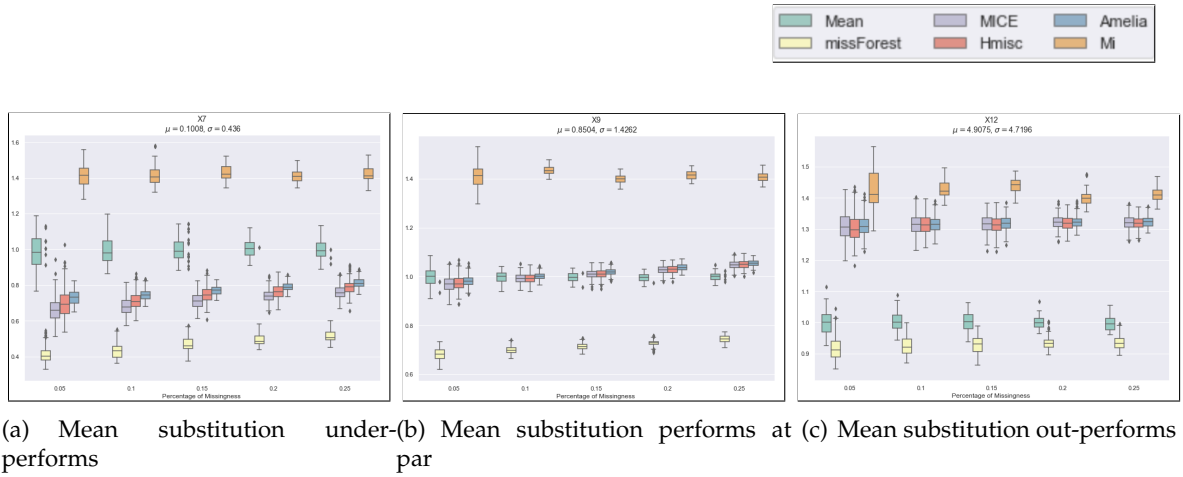 Mean MICE Amelia
missForest Hmisc Mi
X7
μ = 0.1008, σ = 0.436
1.6
1.4
1.2
1.0
0.8
0.6
0.4
0.05 0.1 0.15 0.2 0.25
Percentage of Missingness
X9
μ = 0.8504, σ = 1.4262
1.4
1.2
1.0
0.8
0.6
0.05 0.1 0.15 0.2 0.25
Percentage of Missingness
X12
μ = 4.9075, σ = 4.7196
1.5
1.4
1.3
1.2
1.1
1.0
0.9
0.05 0.1 0.15 0.2 0.25
Percentage of Missingness
(a) Mean substitution under-
performs
(b) Mean substitution performs at
par
(c) Mean substitution out-performs